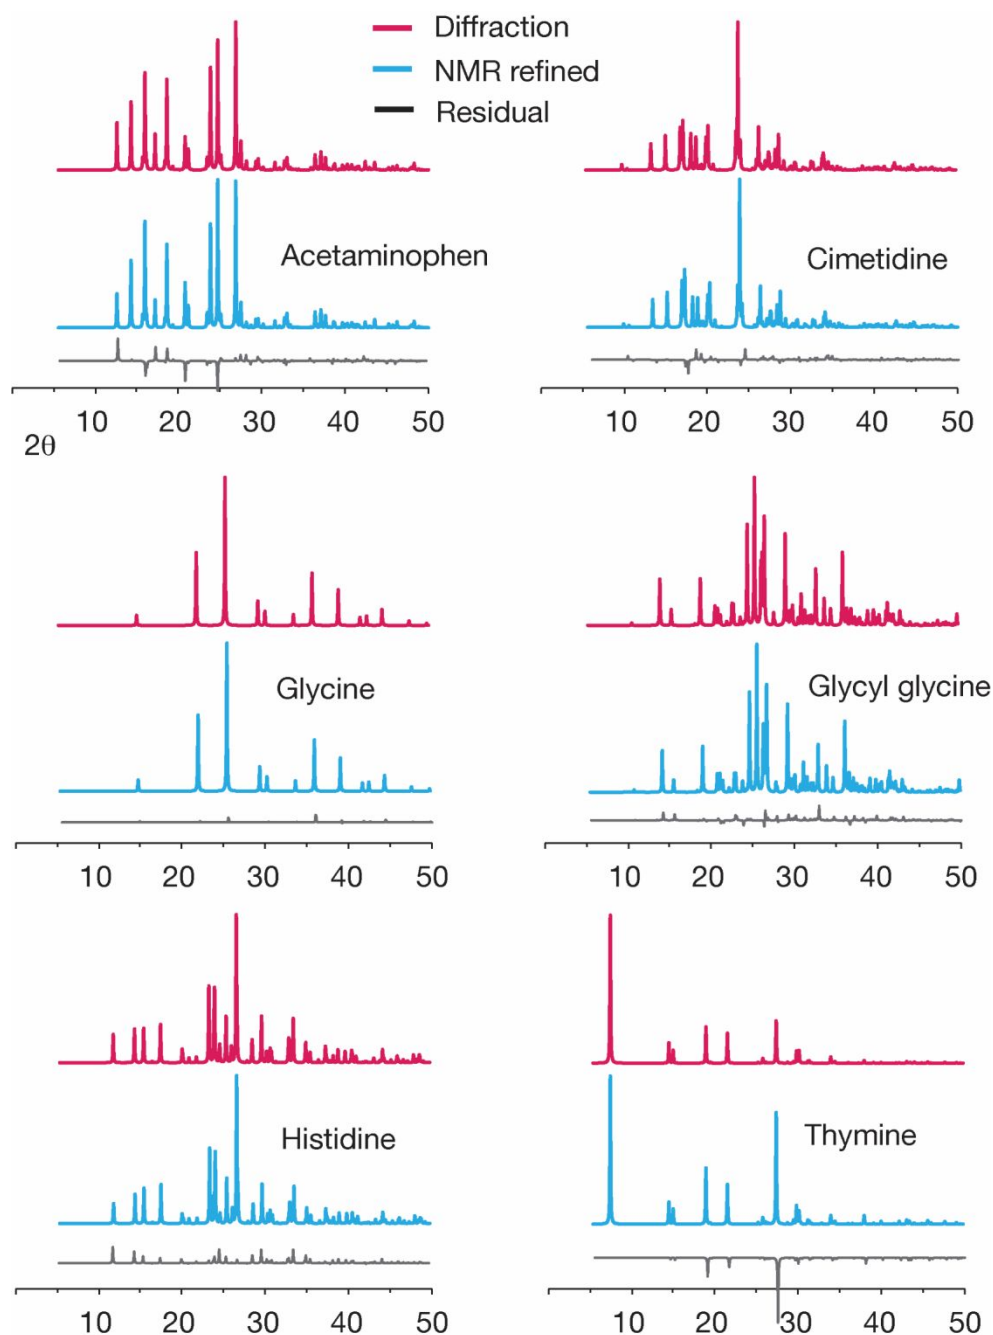 Diffraction
NMR refined
Residual
Acetaminophen
Cimetidine
10 20 30 40 50
10 20 30 40 50
2θ
Glycine
Glycyl glycine
10 20 30 40 50
10 20 30 40 50
Histidine
Thymine
10 20 30 40 50
10 20 30 40 50